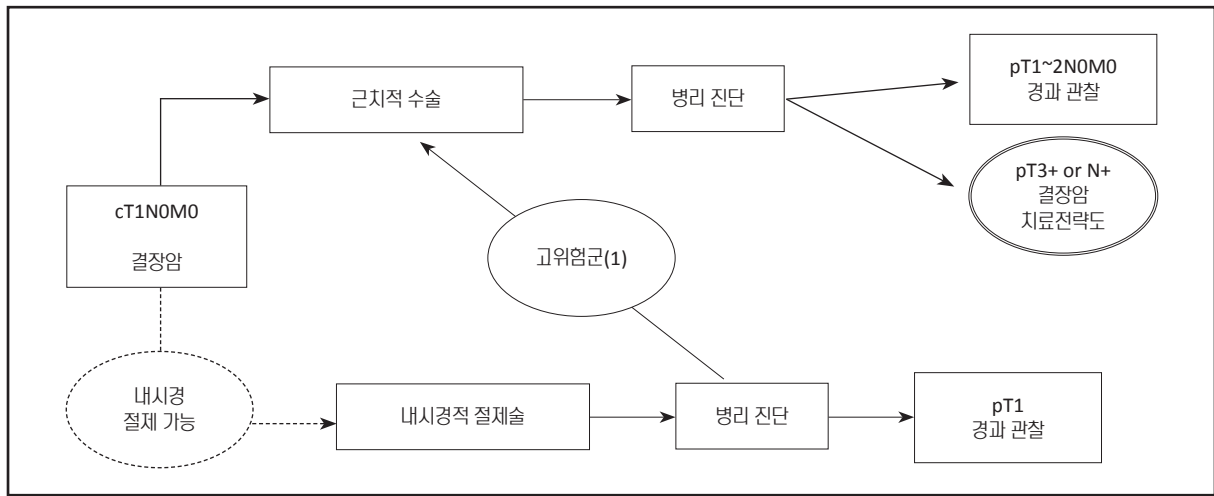 근치적 수술
병리 진단
pT1~2N0M0
경과 관찰
pT3+ or N+
결장암
치료전략도
cT1N0M0
결장암
고위험군(1)
내시경
절제 가능
내시경적 절제술
병리 진단
pT1
경과 관찰